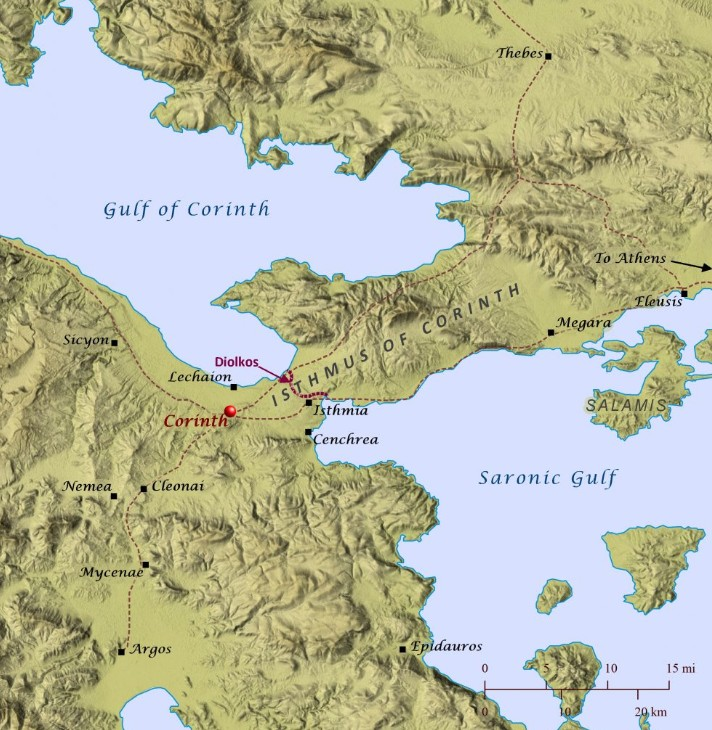 Thebes
Gulf of Corinth
To Athens
Eleusis
Megara
ISTHMUS OF CORINTH
Sicyon
Diolkos
Lechaion
Isthmia
SALAMIS
Corinth
Cenchrea
Saronic Gulf
Nemea
Cleonai
Mycenae
Argos
Epidauros
0 5 10 15 mi
0 10 20 km